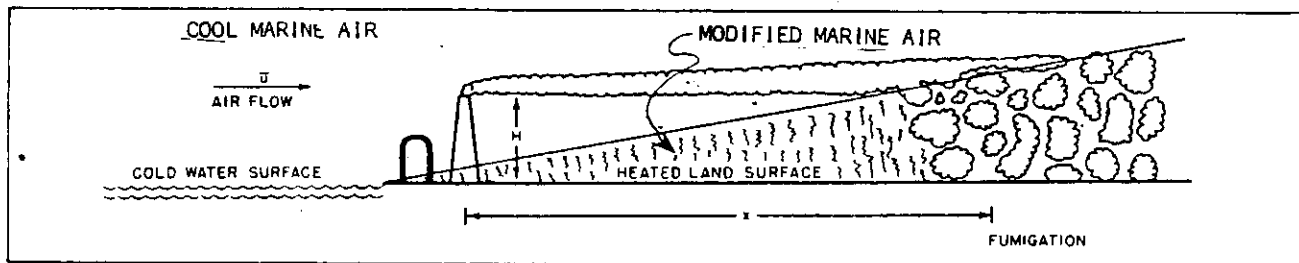 COOL MARINE AIR
MODIFIED MARINE AIR
ū
AIR FLOW
H
COLD WATER SURFACE
HEATED LAND SURFACE
x
FUMIGATION